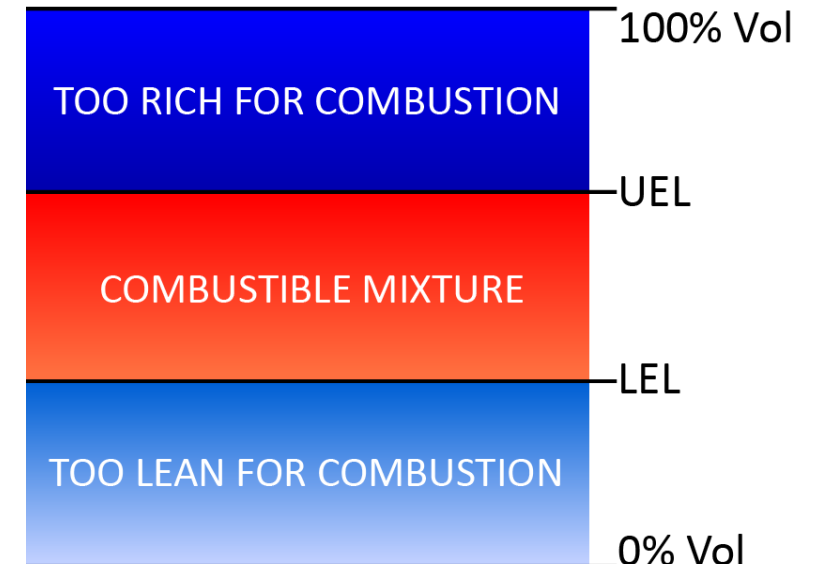 100% Vol
TOO RICH FOR COMBUSTION
UEL
COMBUSTIBLE MIXTURE
LEL
TOO LEAN FOR COMBUSTION
0% Vol